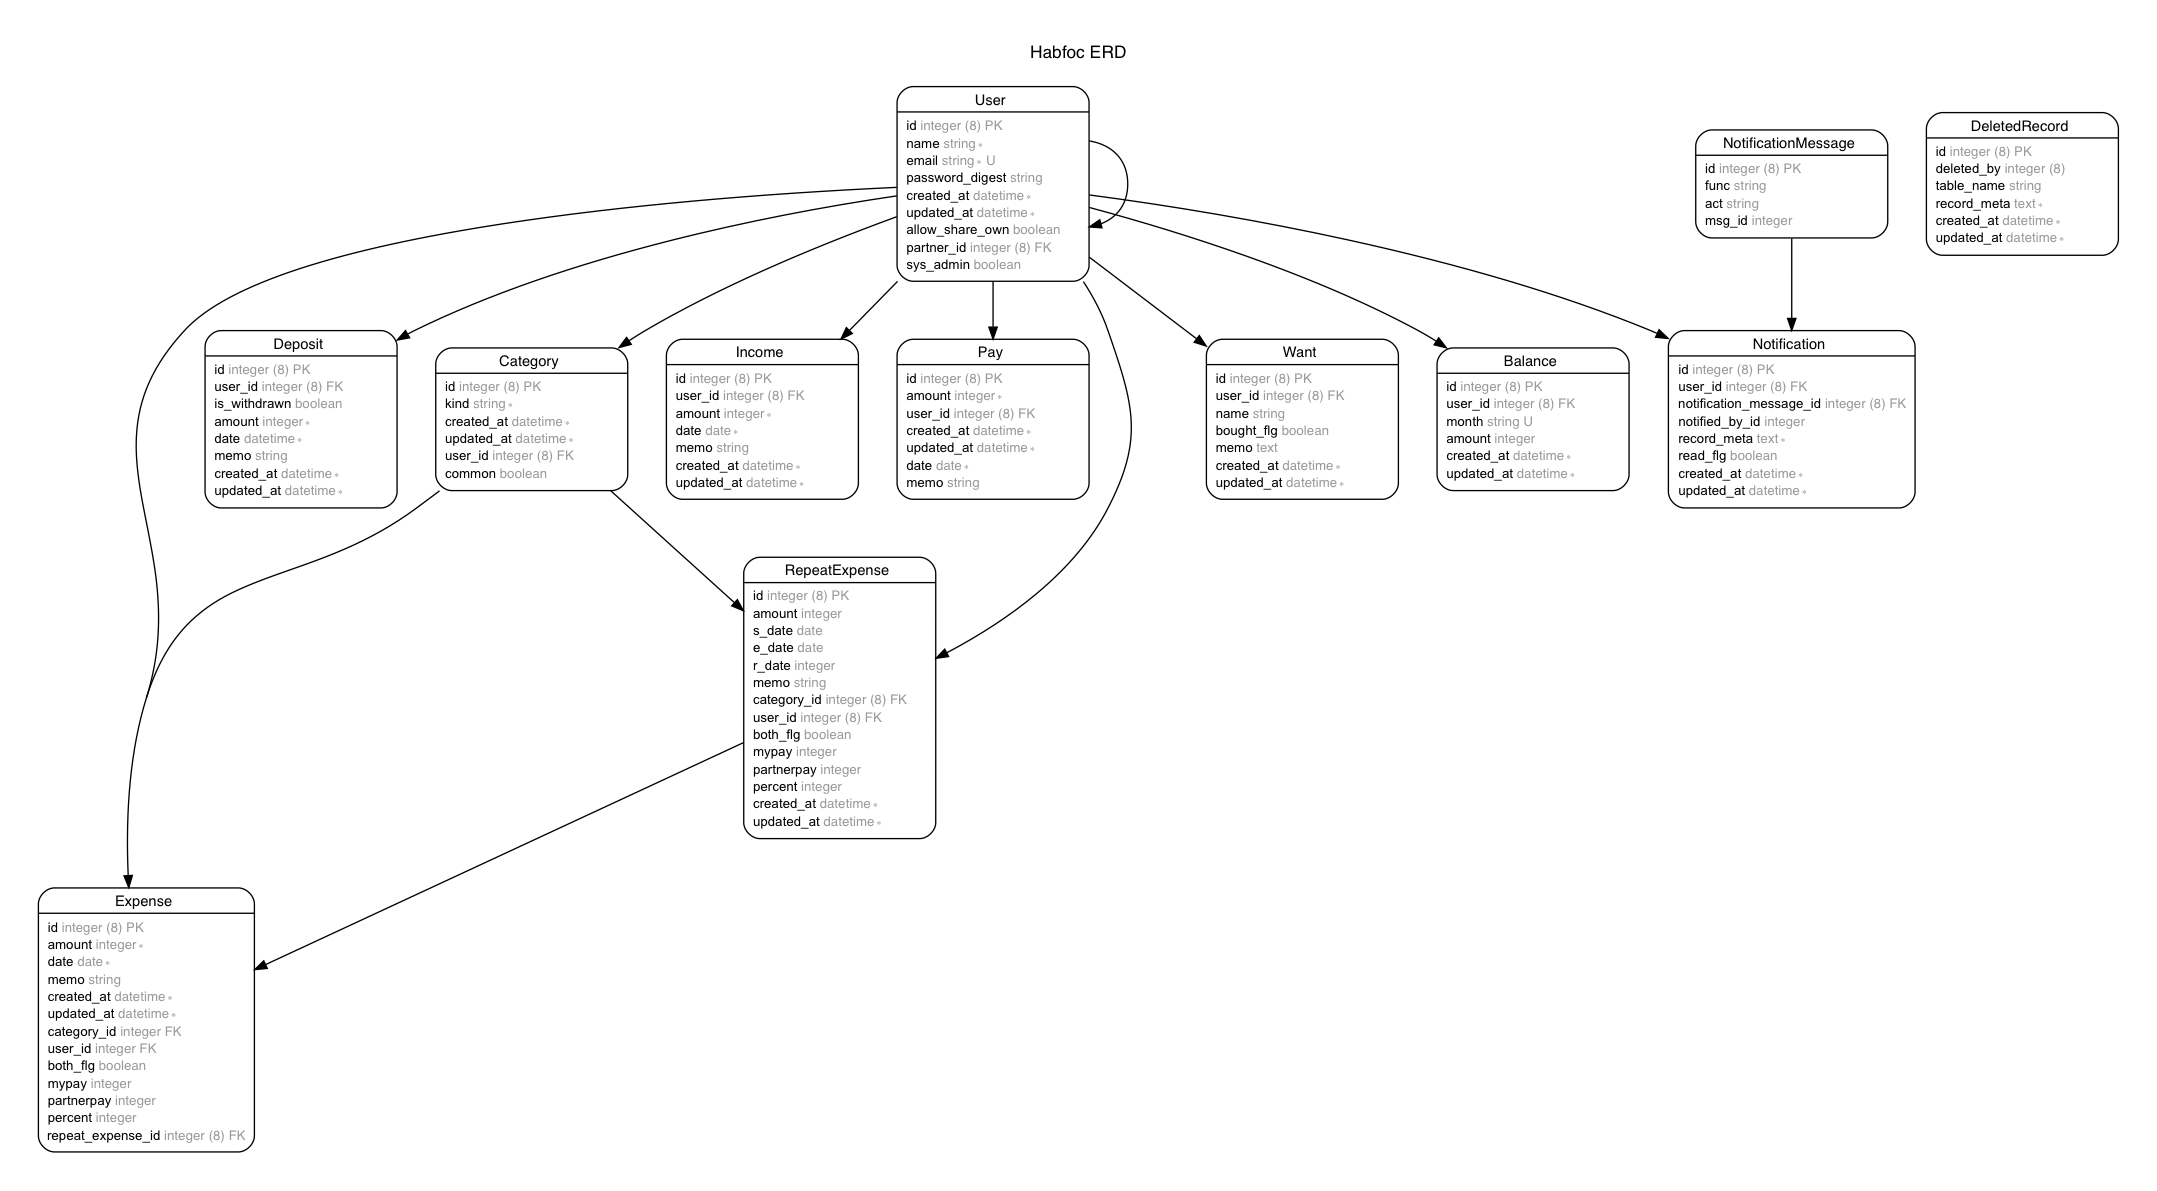 Habfoc ERD
User
id integer (8) PK
name string ∗
email string ∗ U
password_digest string
created_at datetime ∗
updated_at datetime ∗
allow_share_own boolean
partner_id integer (8) FK
sys_admin boolean
NotificationMessage
id integer (8) PK
func string
act string
msg_id integer
DeletedRecord
id integer (8) PK
deleted_by integer (8)
table_name string
record_meta text ∗
created_at datetime ∗
updated_at datetime ∗
Deposit
id integer (8) PK
user_id integer (8) FK
is_withdrawn boolean
amount integer ∗
date datetime ∗
memo string
created_at datetime ∗
updated_at datetime ∗
Category
id integer (8) PK
kind string ∗
created_at datetime ∗
updated_at datetime ∗
user_id integer (8) FK
common boolean
Income
id integer (8) PK
user_id integer (8) FK
amount integer ∗
date date ∗
memo string
created_at datetime ∗
updated_at datetime ∗
Pay
id integer (8) PK
amount integer ∗
user_id integer (8) FK
created_at datetime ∗
updated_at datetime ∗
date date ∗
memo string
Want
id integer (8) PK
user_id integer (8) FK
name string
bought_flg boolean
memo text
created_at datetime ∗
updated_at datetime ∗
Balance
id integer (8) PK
user_id integer (8) FK
month string U
amount integer
created_at datetime ∗
updated_at datetime ∗
Notification
id integer (8) PK
user_id integer (8) FK
notification_message_id integer (8) FK
notified_by_id integer
record_meta text ∗
read_flg boolean
created_at datetime ∗
updated_at datetime ∗
RepeatExpense
id integer (8) PK
amount integer
s_date date
e_date date
r_date integer
memo string
category_id integer (8) FK
user_id integer (8) FK
both_flg boolean
mypay integer
partnerpay integer
percent integer
created_at datetime ∗
updated_at datetime ∗
Expense
id integer (8) PK
amount integer ∗
date date ∗
memo string
created_at datetime ∗
updated_at datetime ∗
category_id integer FK
user_id integer FK
both_flg boolean
mypay integer
partnerpay integer
percent integer
repeat_expense_id integer (8) FK